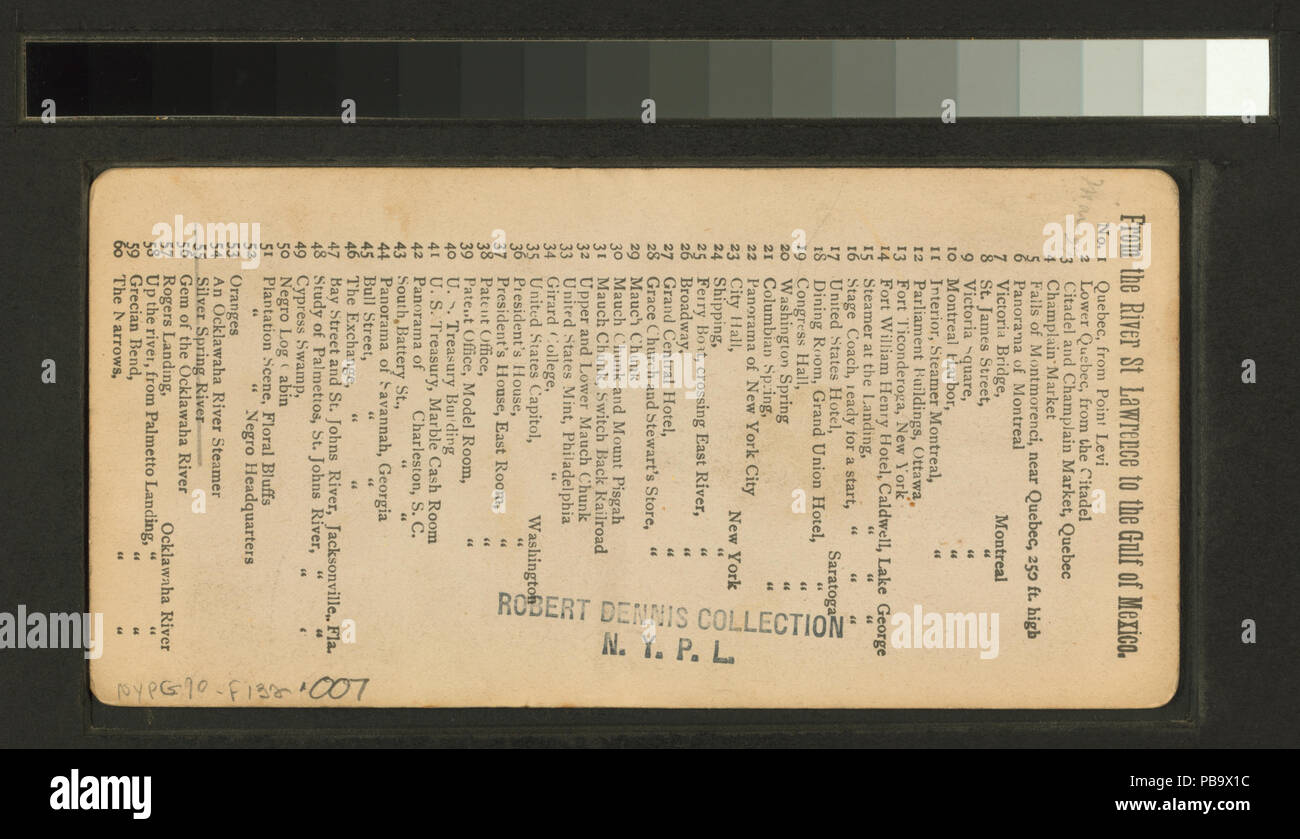 From the River St Lawrence to the Gulf of Mexico.
No. 1 Quebec, from Point Levi
2 Lower Quebec, from the Citadel
3 Citadel and Champlain Market, Quebec
4 Champlain Market
5 Falls of Montmorenci, near Quebec, 250 ft. high
6 Panorama of Montreal
7 Victoria Bridge, Montreal
8 St. James Street, "
9 Victoria Square, "
10 Montreal Harbor, "
11 Interior, Steamer Montreal, "
12 Parliament Buildings, Ottawa
13 Fort Ticonderoga, New York
14 Fort William Henry Hotel, Caldwell, Lake George
15 Steamer at the Landing, " "
16 Stage Coach, ready for a start, " "
17 United States Hotel, Saratoga
18 Dining Room, Grand Union Hotel, "
19 Congress Hall, "
20 Washington Spring "
21 Columbian Spring, "
22 Panorama of New York City
23 City Hall, New York
24 Shipping, "
25 Ferry Boat crossing East River, "
26 Broadway, "
27 Grand Central Hotel, "
28 Grace Church and Stewart's Store, "
29 Mauch Chunk
30 Mauch Chunk and Mount Pisgah
31 Mauch Chunk Switch Back Railroad
32 Upper and Lower Mauch Chunk
33 United States Mint, Philadelphia
34 Girard College, "
35 United States Capitol, Washington
36 President's House, "
37 President's House, East Room, "
38 Patent Office, "
39 Patent Office, Model Room, "
40 U. S. Treasury Building
41 U. S. Treasury, Marble Cash Room
42 Panorama of Charleston, S. C.
43 South Battery St., " "
44 Panorama of Savannah, Georgia
45 Bull Street, " "
46 The Exchange, " "
47 Bay Street and St. Johns River, Jacksonville, Fla.
48 Study of Palmettos, St. Johns River, " "
49 Cypress Swamp, " "
50 Negro Log Cabin
51 Plantation Scene, Floral Bluffs
52 " Negro Headquarters
53 Oranges
54 An Ocklawaha River Steamer
55 Silver Spring River
56 Gem of the Ocklawaha River
57 Rogers Landing, Ocklawaha River
58 Up the river, from Palmetto Landing, " "
59 Grecian Bend, " "
60 The Narrows, " "
ROBERT DENNIS COLLECTION
N. Y. P. L.
NYPG90-F132 .007
alamy
alamy
Image ID: PB9X1C
www.alamy.com